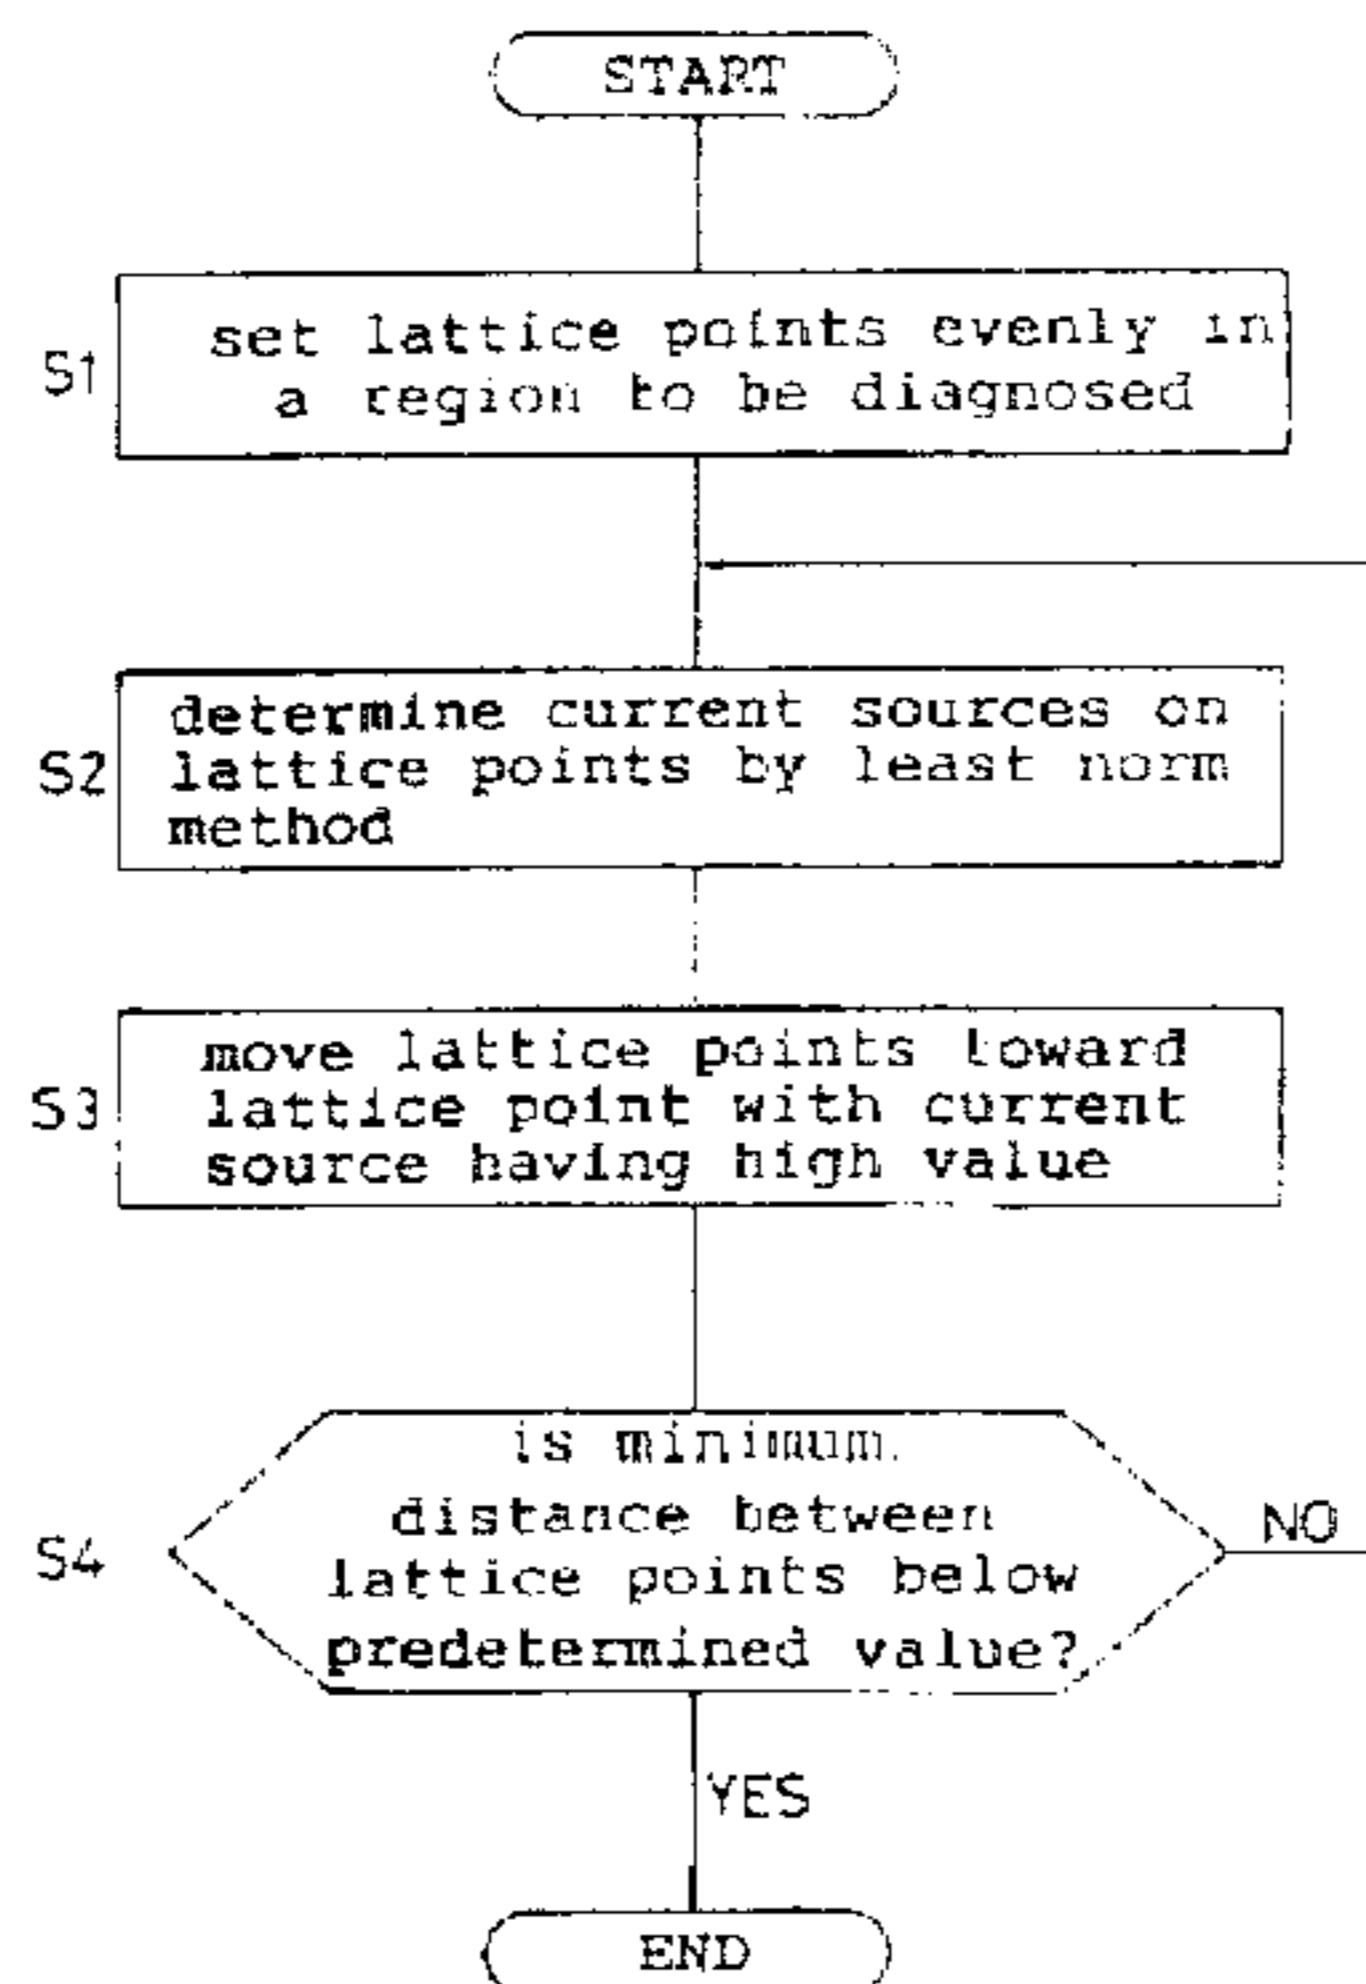 START
S1
set lattice points evenly in
a region to be diagnosed
S2
determine current sources on
lattice points by least norm
method
S3
move lattice points toward
lattice point with current
source having high value
S4
is minimum
distance between
lattice points below
predetermined value?
NO
YES
END